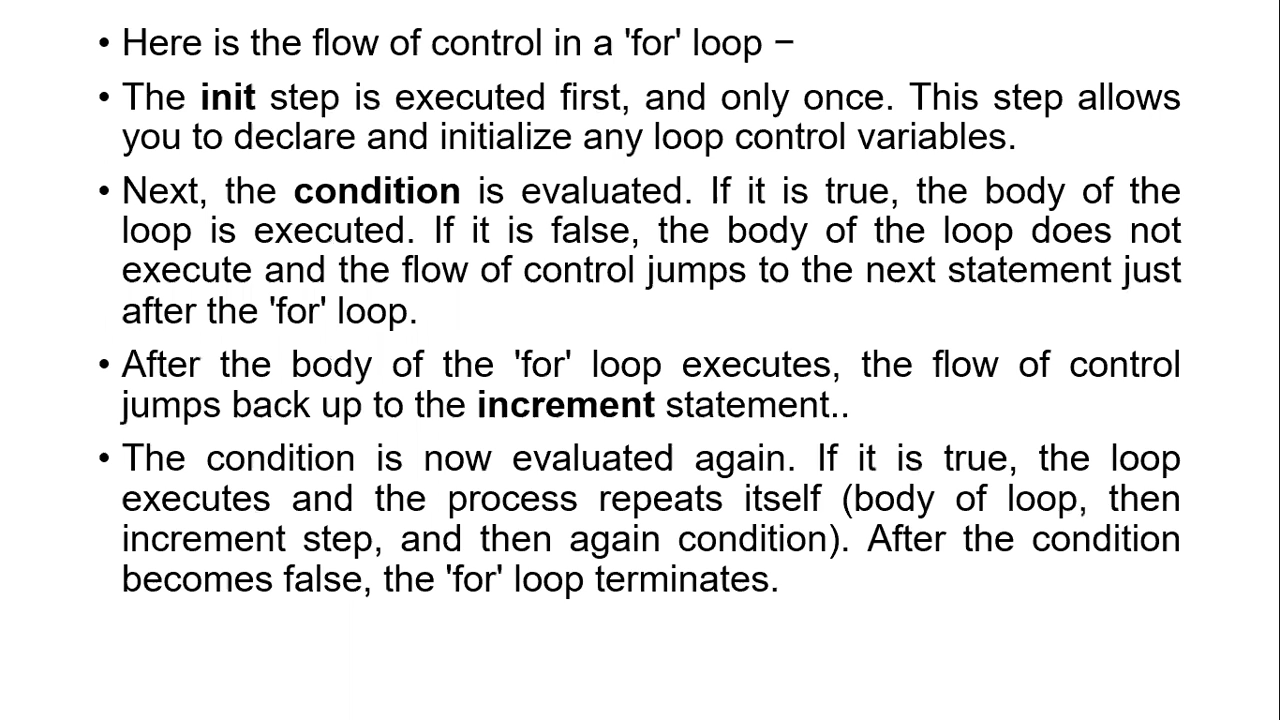 • Here is the flow of control in a 'for' loop −
• The init step is executed first, and only once. This step allows
you to declare and initialize any loop control variables.
• Next, the condition is evaluated. If it is true, the body of the
loop is executed. If it is false, the body of the loop does not
execute and the flow of control jumps to the next statement just
after the 'for' loop.
• After the body of the 'for' loop executes, the flow of control
jumps back up to the increment statement..
• The condition is now evaluated again. If it is true, the loop
executes and the process repeats itself (body of loop, then
increment step, and then again condition). After the condition
becomes false, the 'for' loop terminates.